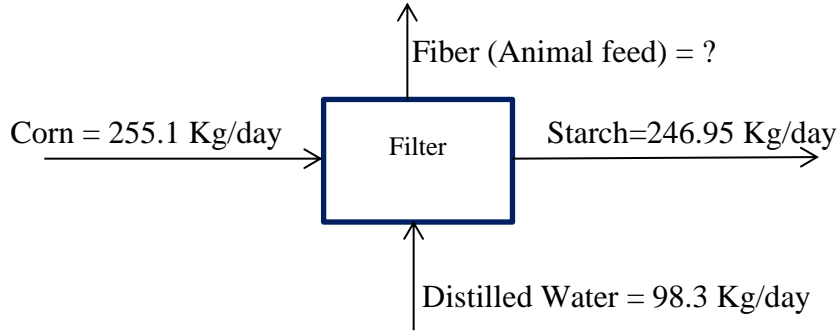 Fiber (Animal feed) = ?
Corn = 255.1 Kg/day
Filter
Starch=246.95 Kg/day
Distilled Water = 98.3 Kg/day